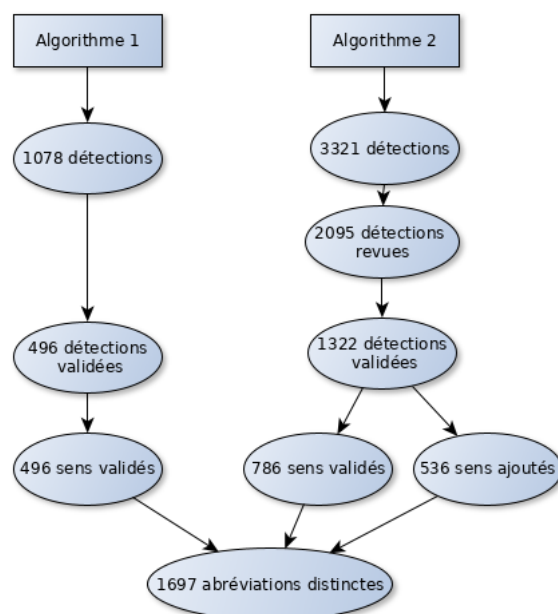 Algorithme 1
Algorithme 2
1078 détections
3321 détections
2095 détections
revues
496 détections
validées
1322 détections
validées
496 sens validés
786 sens validés
536 sens ajoutés
1697 abréviations distinctes